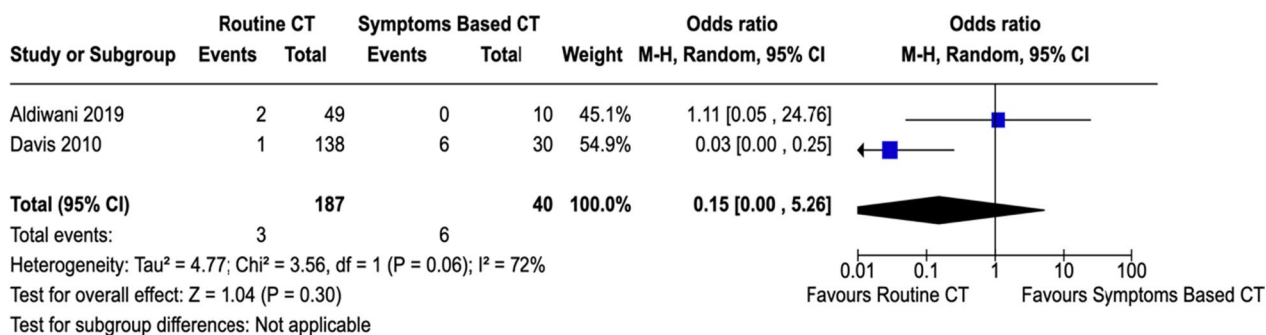 Routine CT Symptoms Based CT Odds ratio Odds ratio
Study or Subgroup Events Total Events Total Weight M-H, Random, 95% CI M-H, Random, 95% CI
Aldiwani 2019 2 49 0 10 45.1% 1.11 [0.05 , 24.76]
Davis 2010 1 138 6 30 54.9% 0.03 [0.00 , 0.25]
Total (95% CI) 187 40 100.0% 0.15 [0.00 , 5.26]
Total events: 3 6
Heterogeneity: Tau² = 4.77; Chi² = 3.56, df = 1 (P = 0.06); I² = 72%
0.01 0.1 1 10 100
Test for overall effect: Z = 1.04 (P = 0.30) Favours Routine CT Favours Symptoms Based CT
Test for subgroup differences: Not applicable